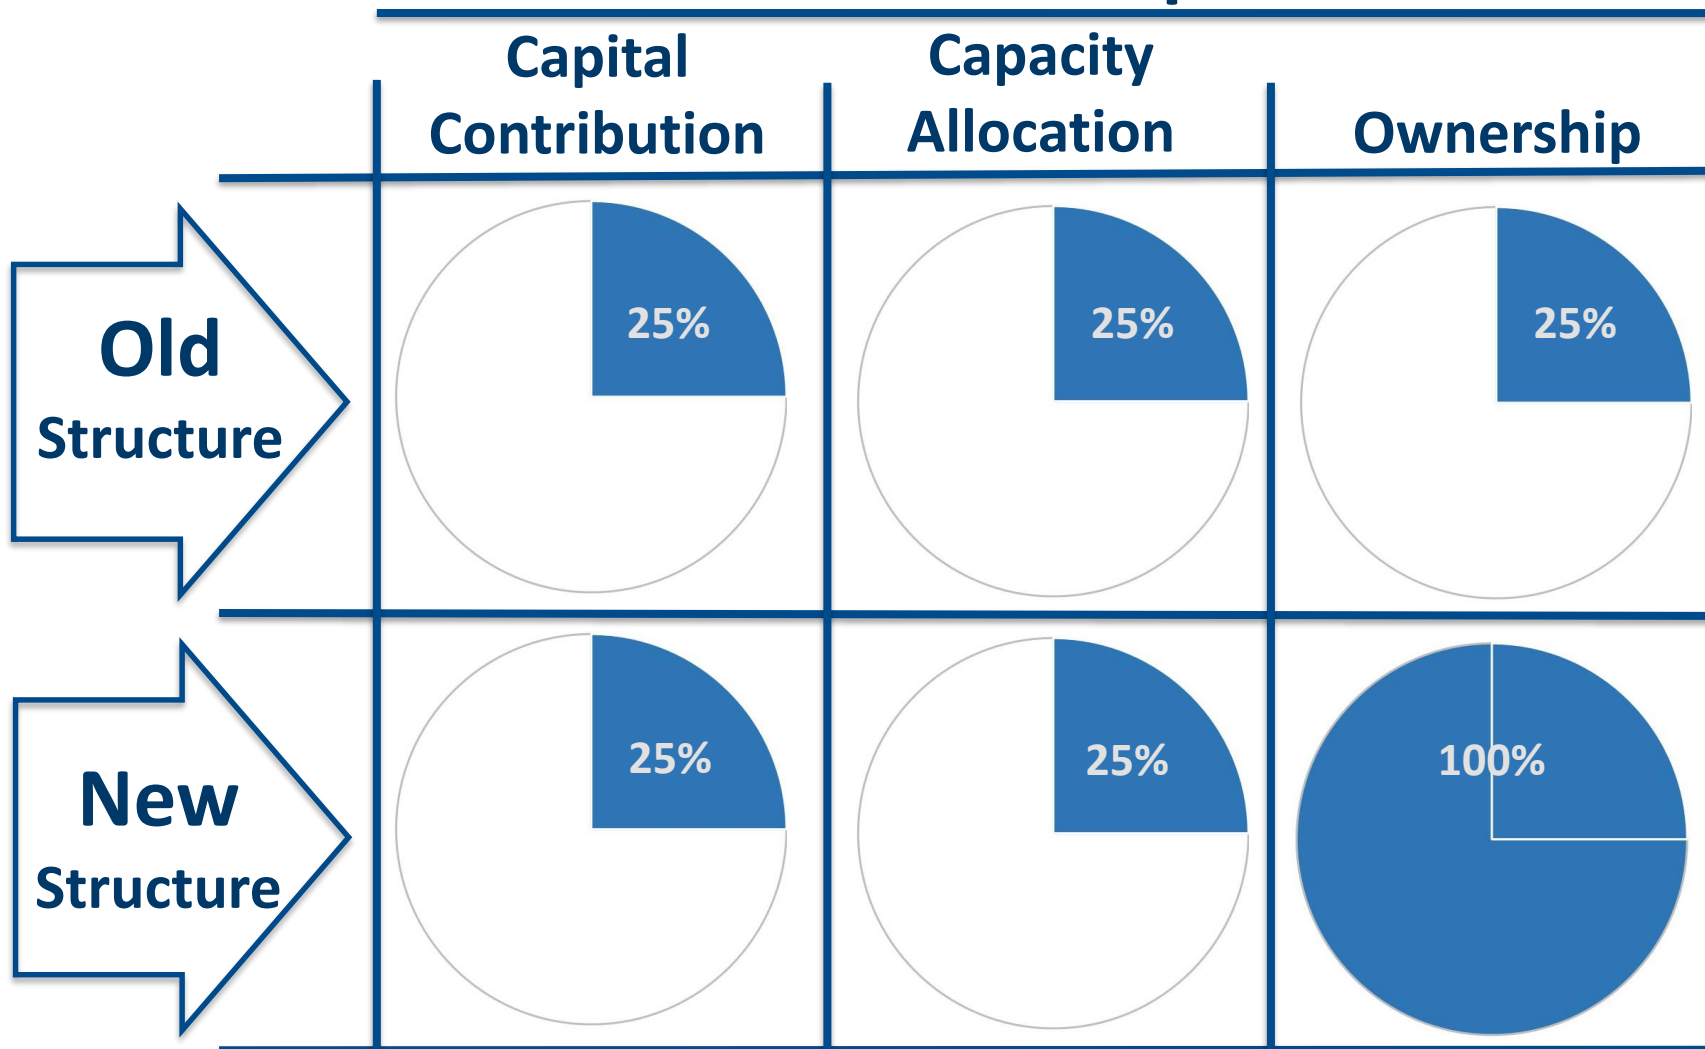 Capital
Contribution
Capacity
Allocation
Ownership
Old
Structure
25%
25%
25%
New
Structure
25%
25%
100%